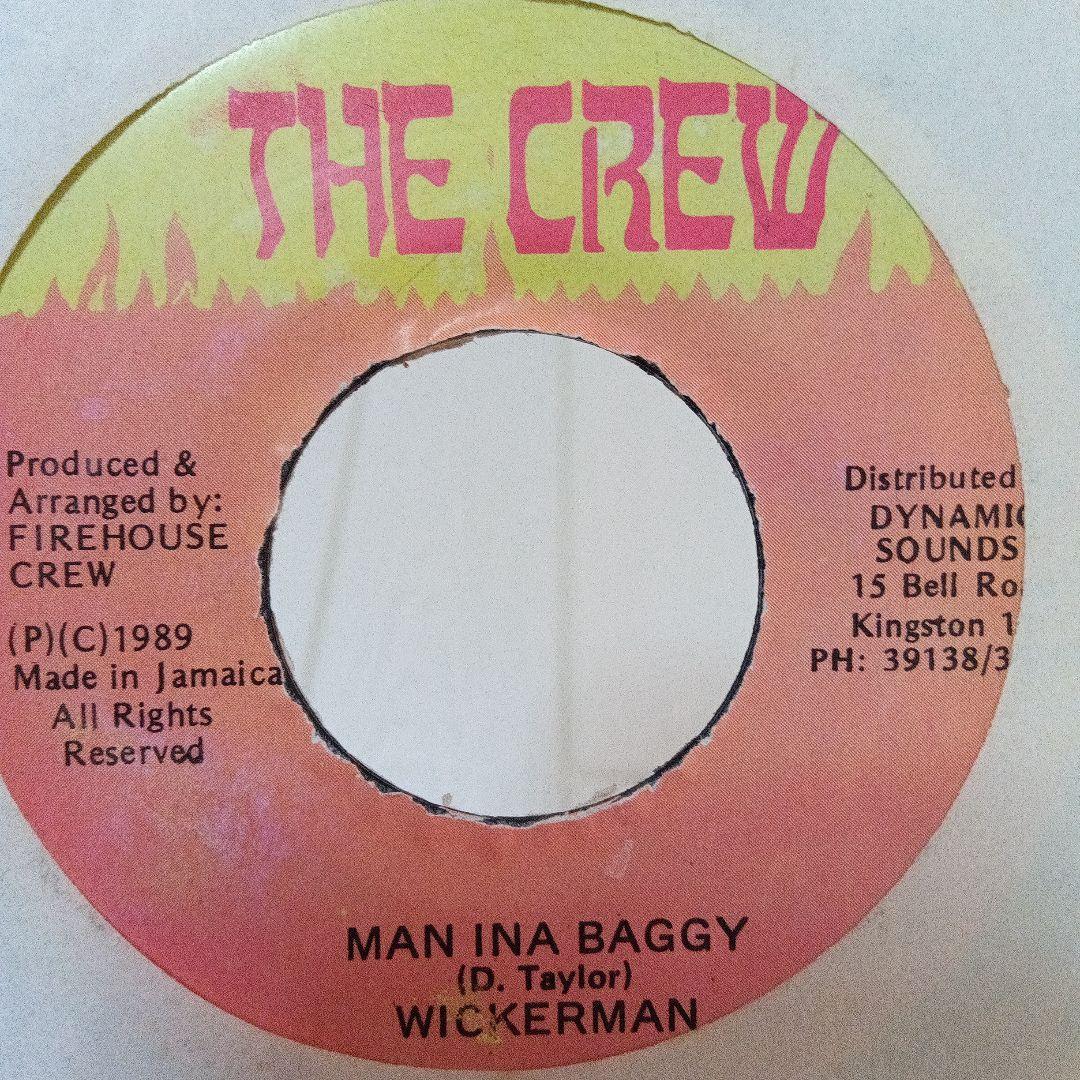 THE CREW
Produced &
Arranged by:
FIREHOUSE
CREW
(P)(C)1989
Made in Jamaica
All Rights
Reserved
Distributed
DYNAMIC
SOUNDS
15 Bell Ro
Kingston 1
PH: 39138/3
MAN INA BAGGY
(D. Taylor)
WICKERMAN